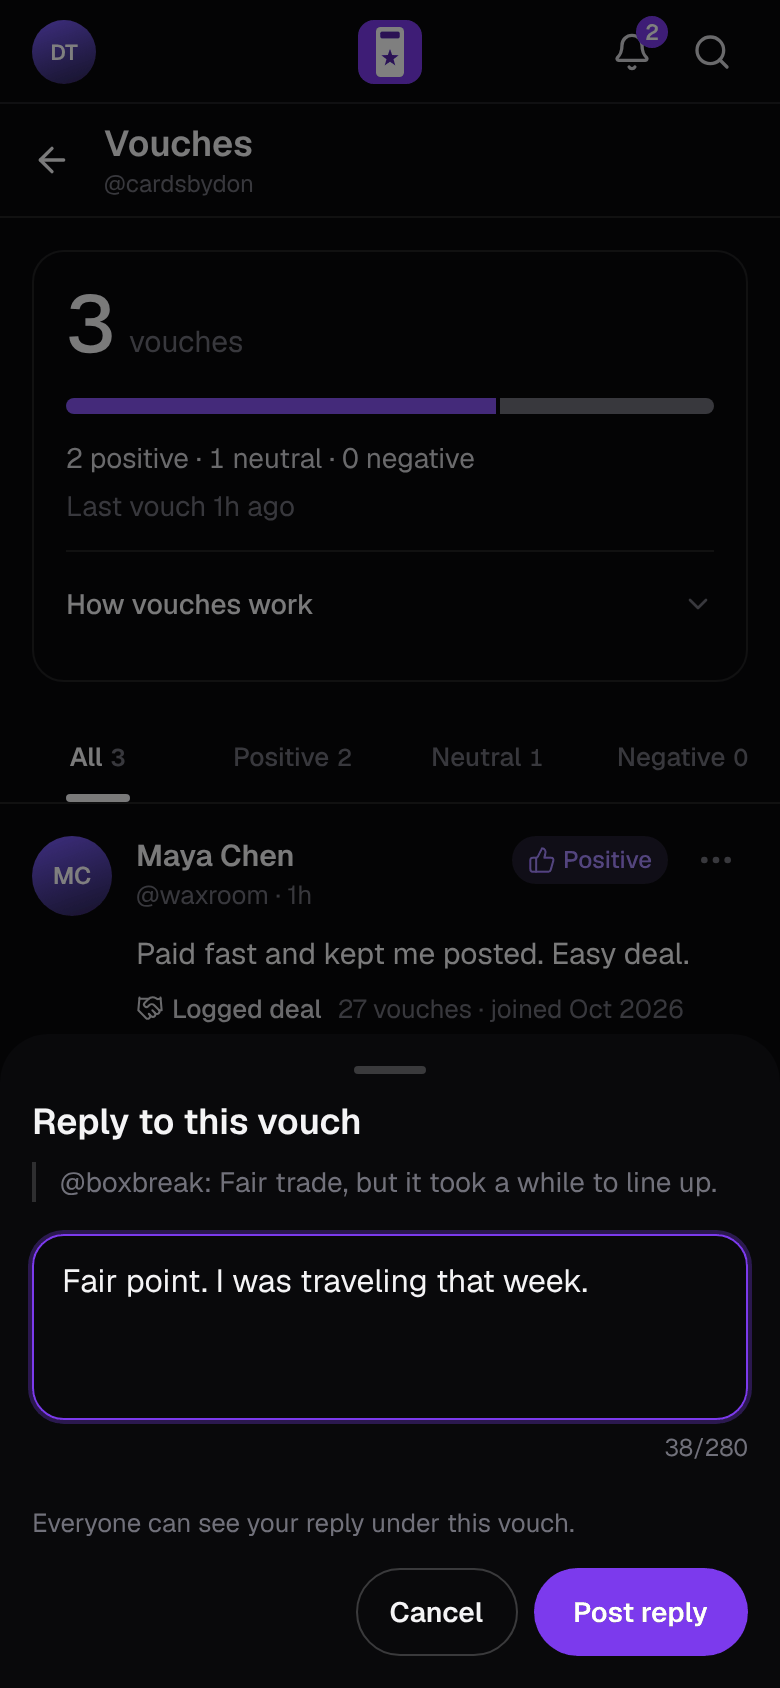 DT
2
Vouches
@cardsbydon
3 vouches
2 positive · 1 neutral · 0 negative
Last vouch 1h ago
How vouches work
All 3 Positive 2 Neutral 1 Negative 0
MC
Maya Chen
Positive
@waxroom · 1h
Paid fast and kept me posted. Easy deal.
Logged deal 27 vouches · joined Oct 2026
Reply to this vouch
@boxbreak: Fair trade, but it took a while to line up.
Fair point. I was traveling that week.
38/280
Everyone can see your reply under this vouch.
Cancel Post reply